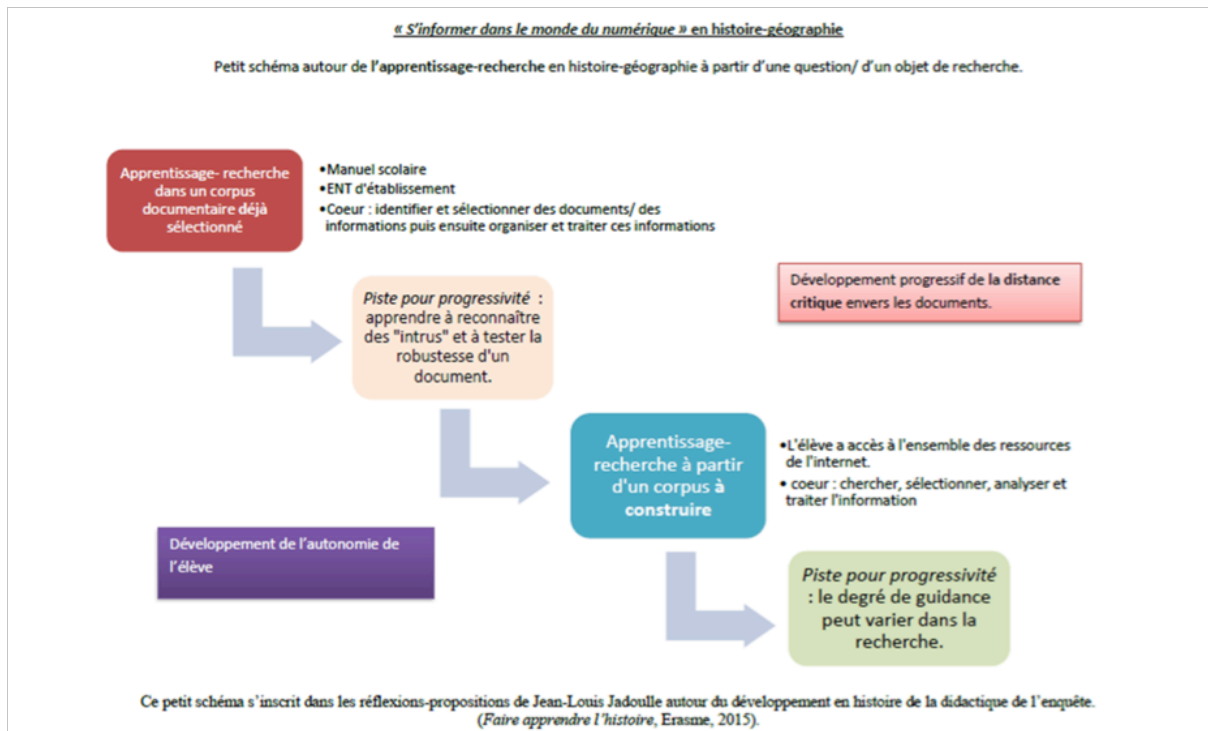 « S'informer dans le monde du numérique » en histoire-géographie
Petit schéma autour de l'apprentissage-recherche en histoire-géographie à partir d'une question/ d'un objet de recherche.
Apprentissage- recherche
dans un corpus
documentaire déjà
sélectionné
•Manuel scolaire
•ENT d'établissement
•Coeur : identifier et sélectionner des documents/ des
informations puis ensuite organiser et traiter ces informations
Piste pour progressivité :
apprendre à reconnaître
des "intrus" et à tester la
robustesse d'un
document.
Développement progressif de la distance
critique envers les documents.
Apprentissage-
recherche à partir
d'un corpus à
construire
•L'élève a accès à l'ensemble des ressources
de l'internet.
•coeur : chercher, sélectionner, analyser et
traiter l'information
Développement de l'autonomie de
l'élève
Piste pour progressivité
: le degré de guidance
peut varier dans la
recherche.
Ce petit schéma s'inscrit dans les réflexions-propositions de Jean-Louis Jadoulle autour du développement en histoire de la didactique de l'enquête.
(Faire apprendre l'histoire, Erasme, 2015).